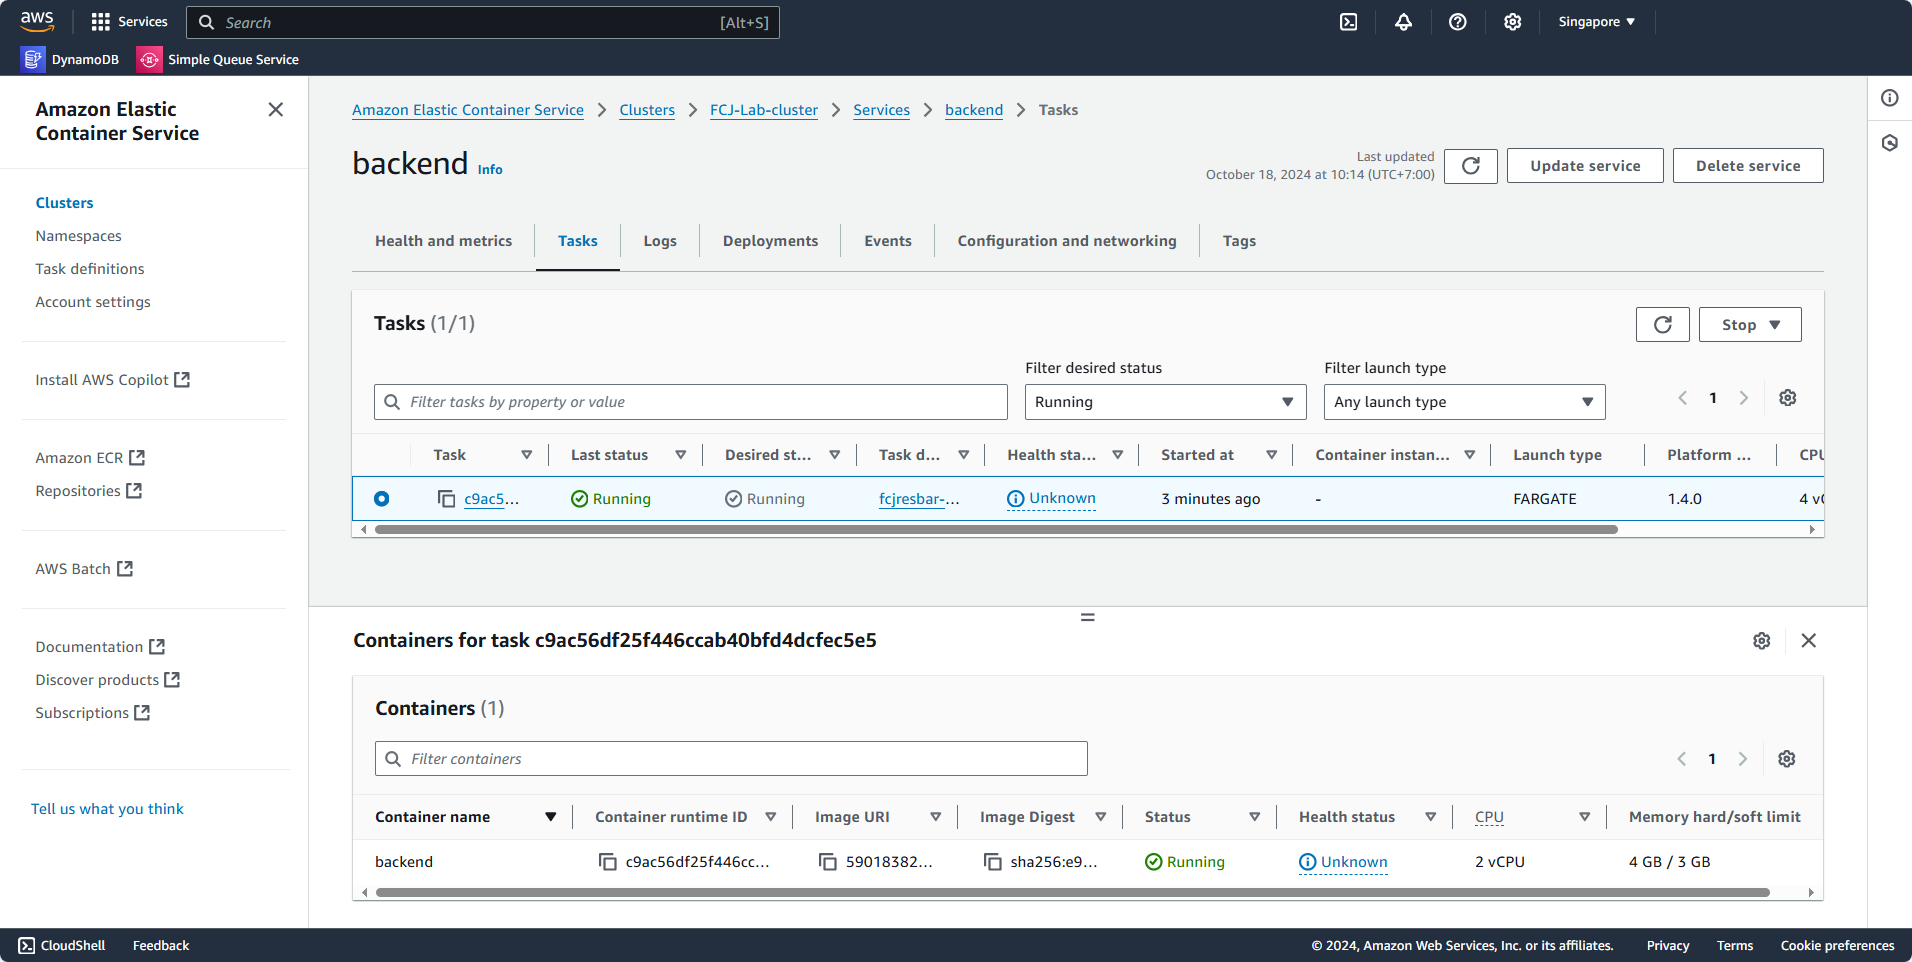 aws
Services
Search
[Alt+S]
Singapore
DynamoDB
Simple Queue Service
Amazon Elastic
Container Service
Clusters
Namespaces
Task definitions
Account settings
Install AWS Copilot
Amazon ECR
Repositories
AWS Batch
Documentation
Discover products
Subscriptions
Tell us what you think
Amazon Elastic Container Service > Clusters > FCJ-Lab-cluster > Services > backend > Tasks
backend Info
Last updated
October 18, 2024 at 10:14 (UTC+7:00)
Update service
Delete service
Health and metrics
Tasks
Logs
Deployments
Events
Configuration and networking
Tags
Tasks (1/1)
Stop
Filter desired status
Filter launch type
Filter tasks by property or value
Running
Any launch type
1
Task
Last status
Desired st...
Task d...
Health sta...
Started at
Container instan...
Launch type
Platform ...
CPU
c9ac5...
Running
Running
fcjresbar-...
Unknown
3 minutes ago
-
FARGATE
1.4.0
4 vC
Containers for task c9ac56df25f446ccab40bfd4dcfec5e5
Containers (1)
Filter containers
1
Container name
Container runtime ID
Image URI
Image Digest
Status
Health status
CPU
Memory hard/soft limit
backend
c9ac56df25f446cc...
59018382...
sha256:e9...
Running
Unknown
2 vCPU
4 GB / 3 GB
CloudShell
Feedback
© 2024, Amazon Web Services, Inc. or its affiliates.
Privacy
Terms
Cookie preferences